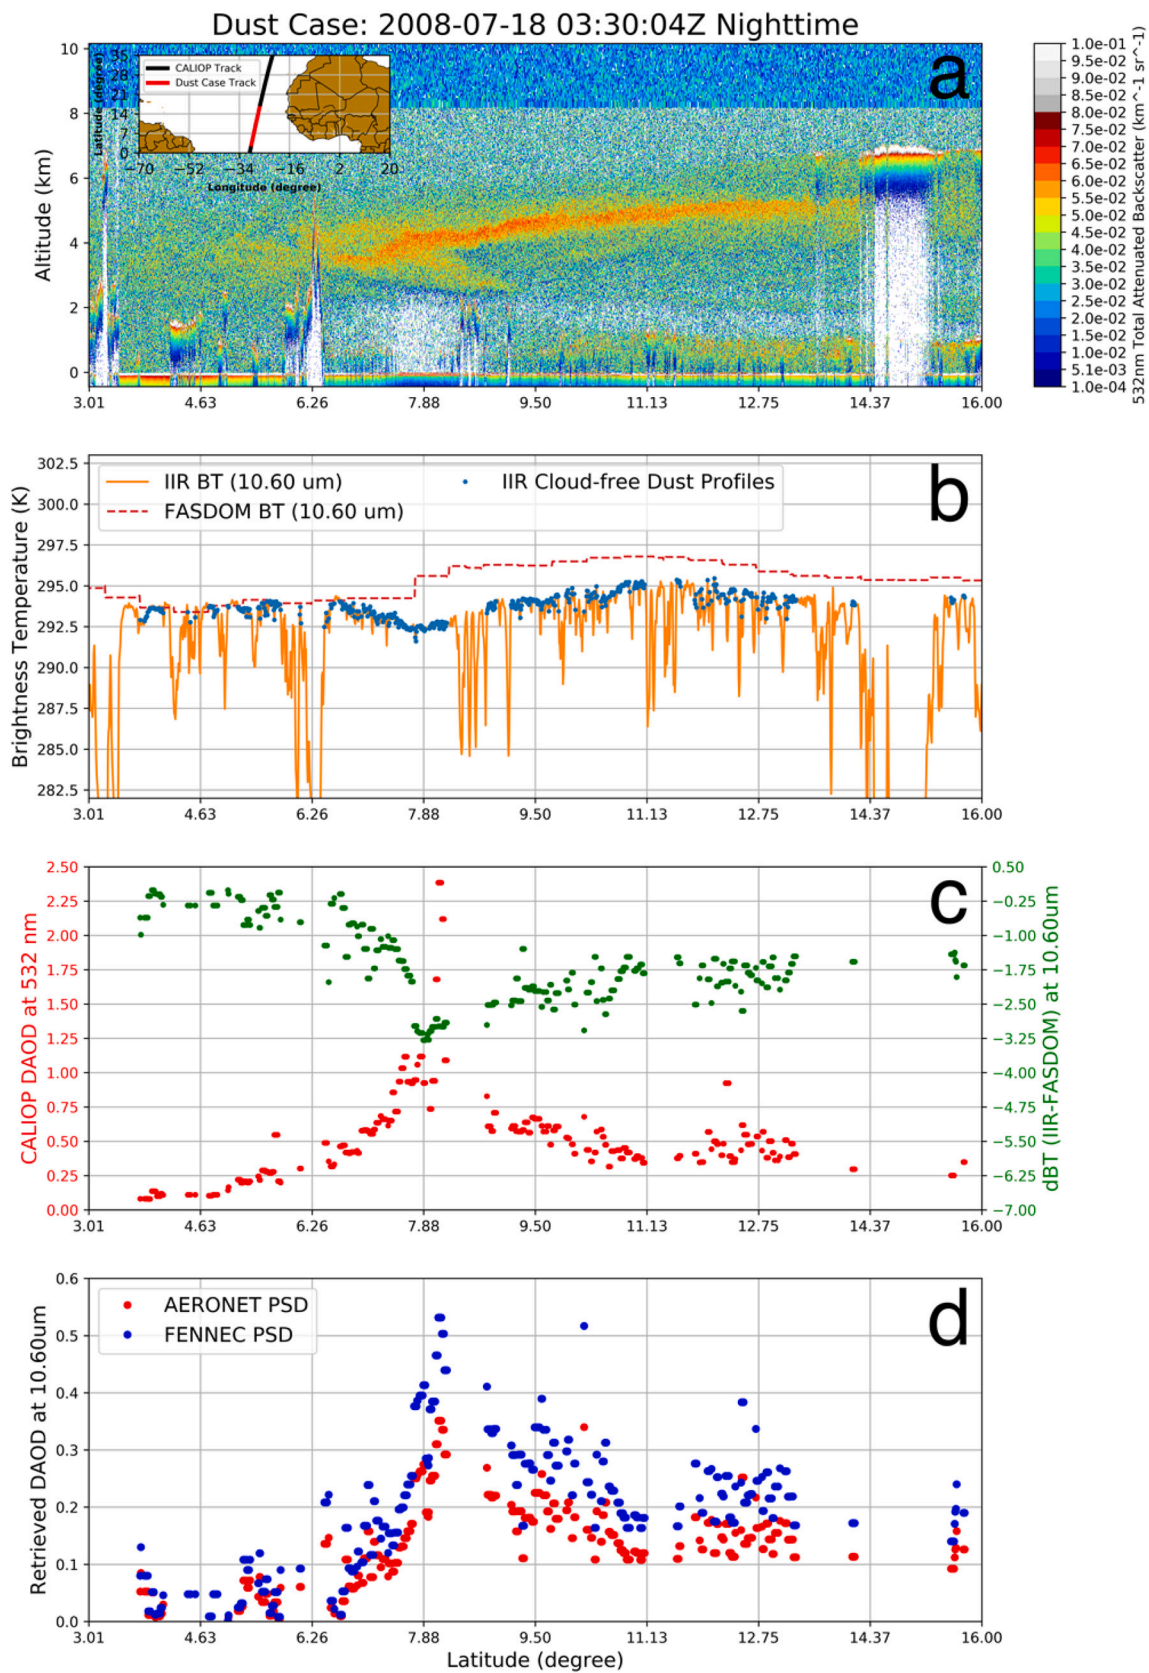 Dust Case: 2008-07-18 03:30:04Z Nighttime
a
CALIOP Track
Dust Case Track
Latitude (degree)
35
28
21
14
7
0
−70 −52 −34 −16 2 20
Longitude (degree)
Altitude (km)
10
8
6
4
2
0
3.01 4.63 6.26 7.88 9.50 11.13 12.75 14.37 16.00
1.0e-01
9.5e-02
9.0e-02
8.5e-02
8.0e-02
7.5e-02
7.0e-02
6.5e-02
6.0e-02
5.5e-02
5.0e-02
4.5e-02
4.0e-02
3.5e-02
3.0e-02
2.5e-02
2.0e-02
1.5e-02
1.0e-02
5.1e-03
1.0e-04
532nm Total Attenuated Backscatter (km^-1 sr^-1)
b
IIR BT (10.60 um)
FASDOM BT (10.60 um)
IIR Cloud-free Dust Profiles
Brightness Temperature (K)
302.5
300.0
297.5
295.0
292.5
290.0
287.5
285.0
282.5
3.01 4.63 6.26 7.88 9.50 11.13 12.75 14.37 16.00
c
CALIOP DAOD at 532 nm
2.50
2.25
2.00
1.75
1.50
1.25
1.00
0.75
0.50
0.25
0.00
3.01 4.63 6.26 7.88 9.50 11.13 12.75 14.37 16.00
0.50
−0.25
−1.00
−1.75
−2.50
−3.25
−4.00
−4.75
−5.50
−6.25
−7.00
dBT (IIR-FASDOM) at 10.60um
d
AERONET PSD
FENNEC PSD
Retrieved DAOD at 10.60um
0.6
0.5
0.4
0.3
0.2
0.1
0.0
3.01 4.63 6.26 7.88 9.50 11.13 12.75 14.37 16.00
Latitude (degree)